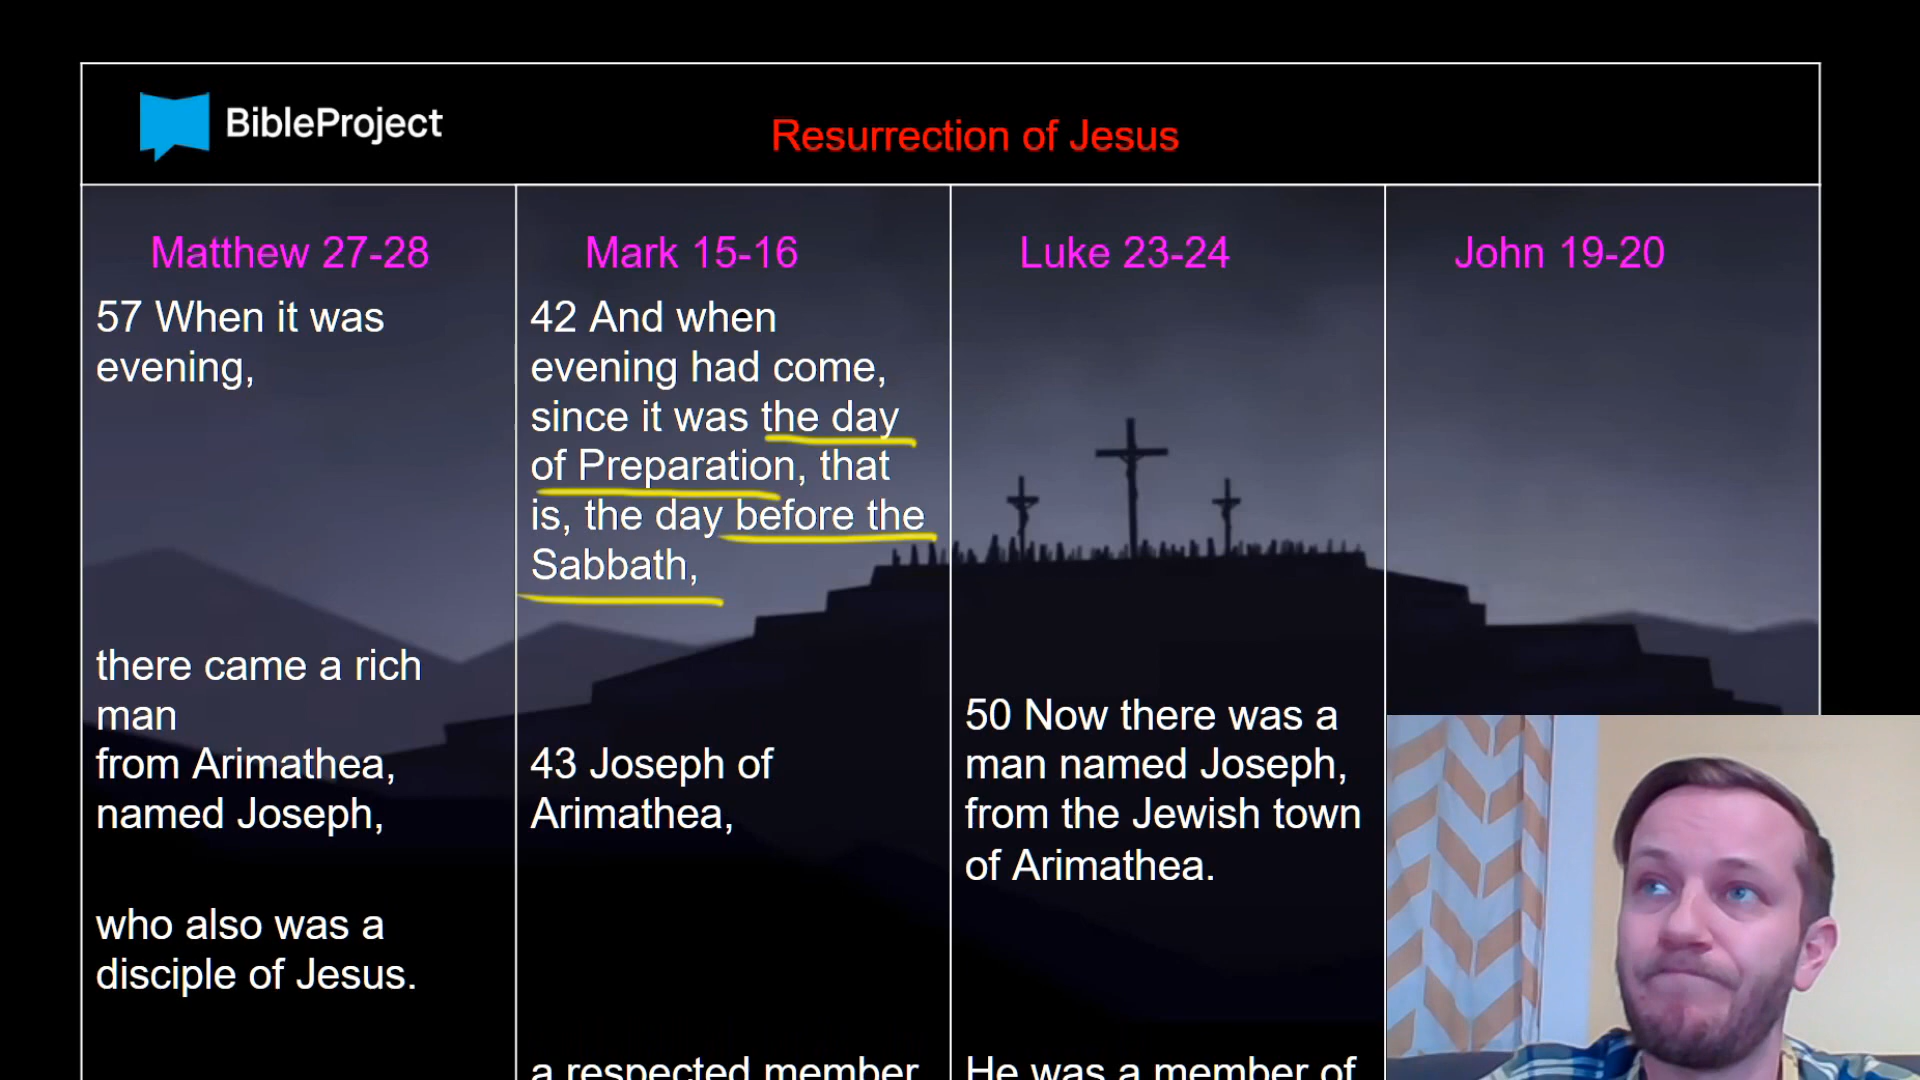 BibleProject
Resurrection of Jesus
Matthew 27-28
57 When it was
evening,
there came a rich
man
from Arimathea,
named Joseph,
who also was a
disciple of Jesus.
Mark 15-16
42 And when
evening had come,
since it was the day
of Preparation, that
is, the day before the
Sabbath,
43 Joseph of
Arimathea,
a respected member
Luke 23-24
50 Now there was a
man named Joseph,
from the Jewish town
of Arimathea.
He was a member of
John 19-20